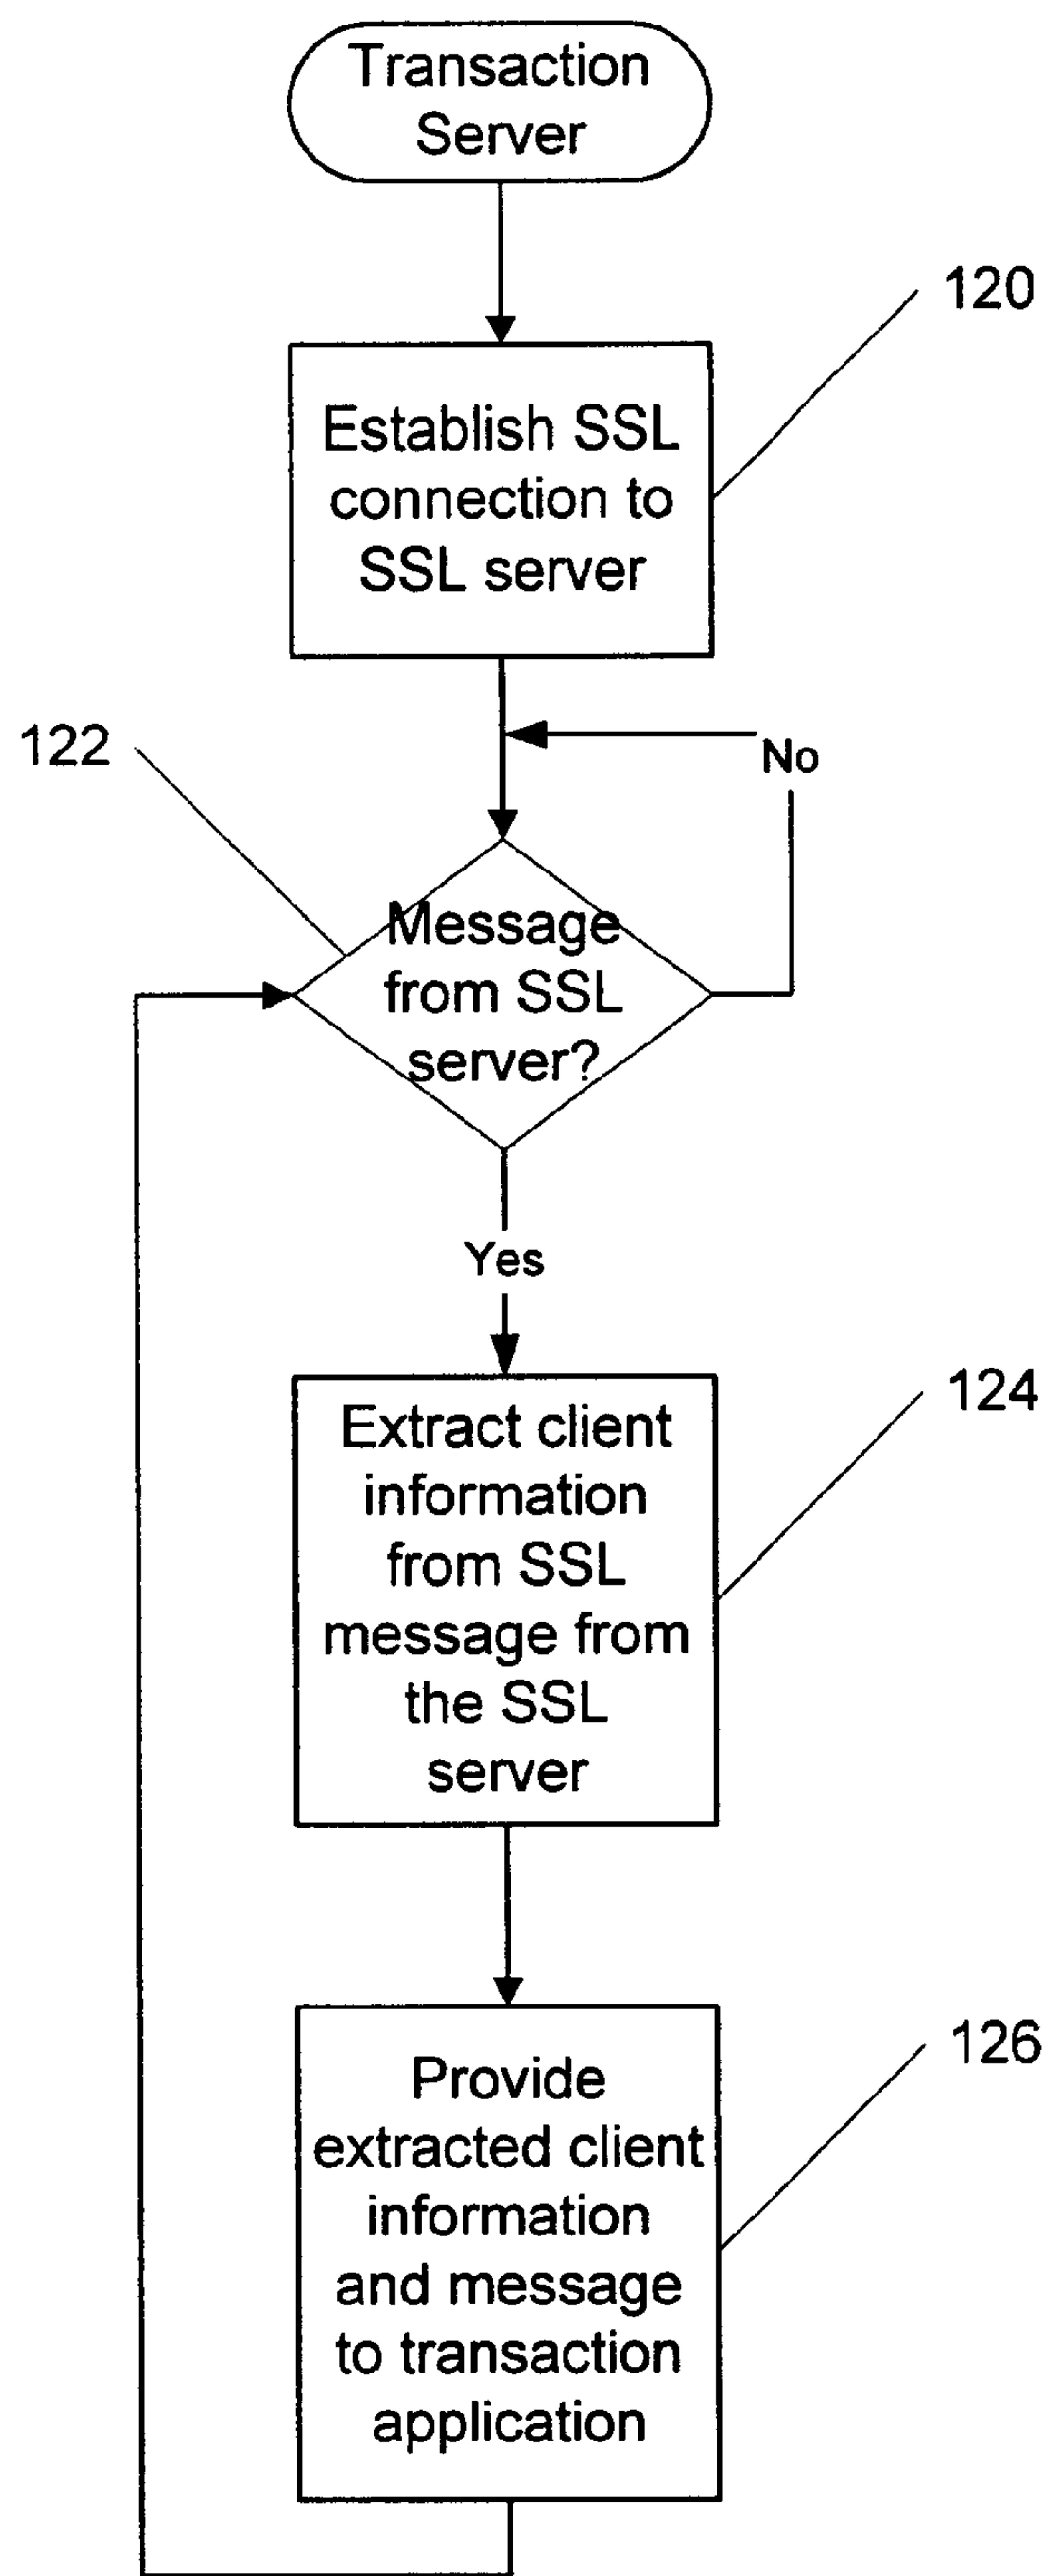 Transaction
Server
120
Establish SSL
connection to
SSL server
122
No
Message
from SSL
server?
Yes
124
Extract client
information
from SSL
message from
the SSL
server
126
Provide
extracted client
information
and message
to transaction
application